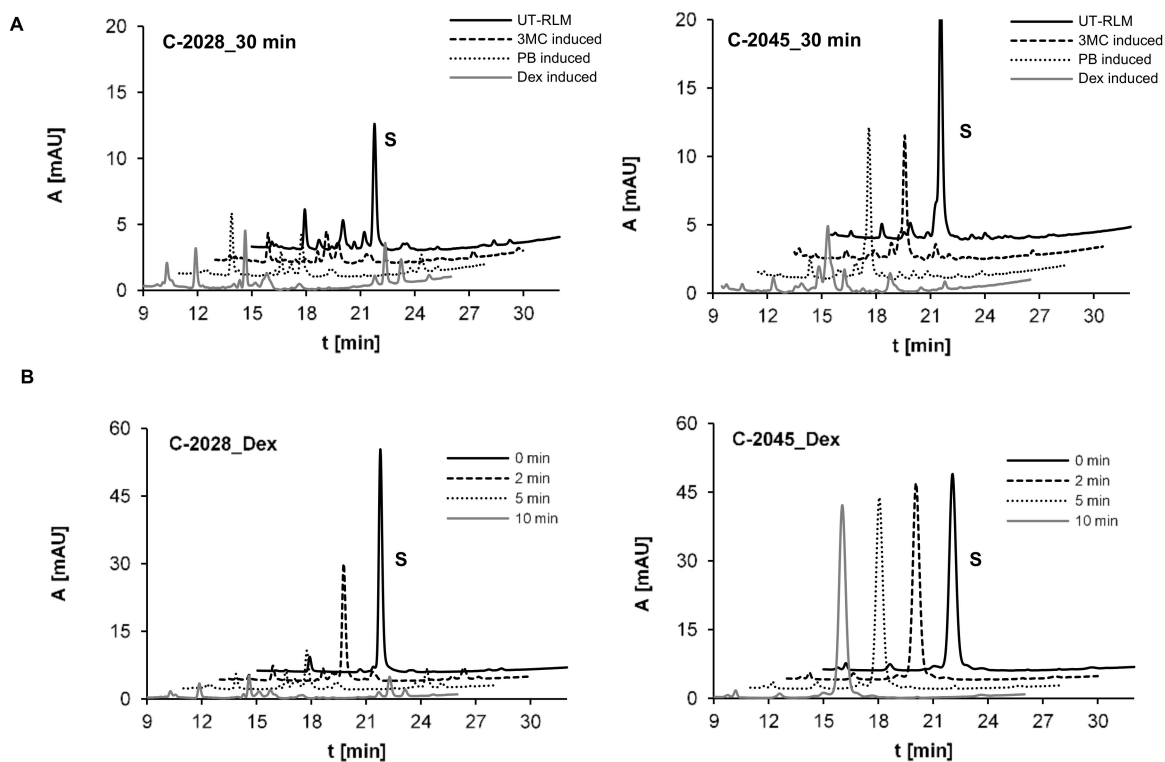 A
C-2028_30 min
UT-RLM
3MC induced
PB induced
Dex induced
S
A [mAU]
20
15
10
5
0
9 12 15 18 21 24 27 30
t [min]
C-2045_30 min
UT-RLM
3MC induced
PB induced
Dex induced
S
A [mAU]
20
15
10
5
0
9 12 15 18 21 24 27 30
t [min]
B
C-2028_Dex
0 min
2 min
5 min
10 min
S
A [mAU]
60
45
30
15
0
9 12 15 18 21 24 27 30
t [min]
C-2045_Dex
0 min
2 min
5 min
10 min
S
A [mAU]
60
45
30
15
0
9 12 15 18 21 24 27 30
t [min]